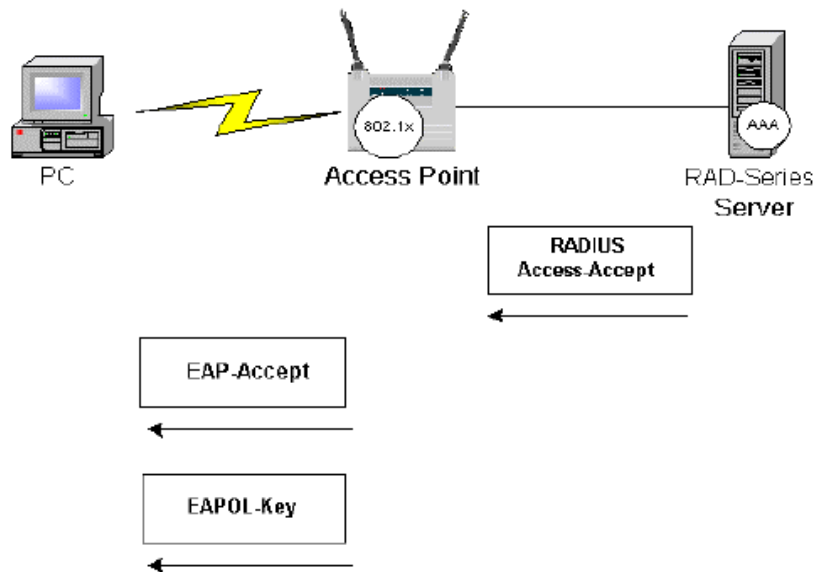 802.1x
AAA
PC
Access Point
RAD-Series
Server
RADIUS
Access-Accept
EAP-Accept
EAPOL-Key